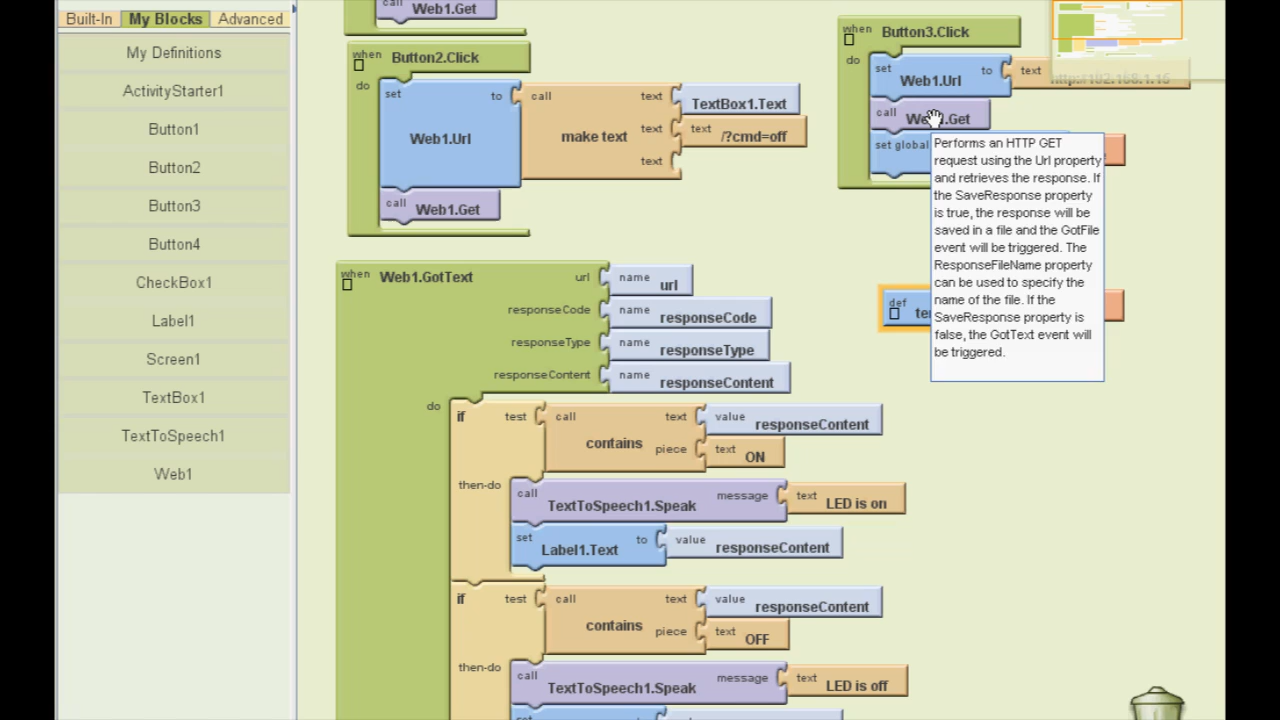 Built-In My Blocks Advanced
My Definitions
ActivityStarter1
Button1
Button2
Button3
Button4
CheckBox1
Label1
Screen1
TextBox1
TextToSpeech1
Web1
call Web1.Get
when Button2.Click
do
set Web1.Url to
call make text
text TextBox1.Text
text text /?cmd=off
text
call Web1.Get
when Button3.Click
do
set Web1.Url to text http://192.168.1.16
call Get
set global
Performs an HTTP GET
request using the Url property
and retrieves the response. If
the SaveResponse property
is true, the response will be
saved in a file and the GotFile
event will be triggered. The
ResponseFileName property
can be used to specify the
name of the file. If the
SaveResponse property is
false, the GotText event will
be triggered.
def
when Web1.GotText
url name url
responseCode name responseCode
responseType name responseType
responseContent name responseContent
do
if test call contains
text value responseContent
piece text ON
then-do
call TextToSpeech1.Speak message text LED is on
set Label1.Text to value responseContent
if test call contains
text value responseContent
piece text OFF
then-do
call TextToSpeech1.Speak message text LED is off